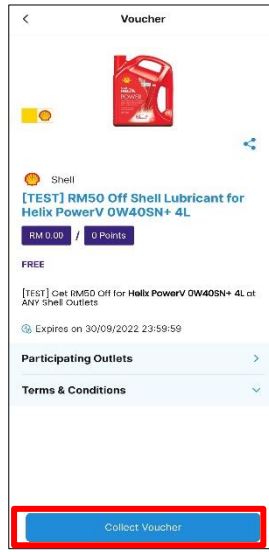 Voucher
HELIX
POWER
Shell
[TEST] RM50 Off Shell Lubricant for
Helix PowerV 0W40SN+ 4L
RM 0.00 / 0 Points
FREE
[TEST] Get RM50 Off for Helix PowerV 0W40SN+ 4L at
ANY Shell Outlets
Expires on 30/09/2022 23:59:59
Participating Outlets
Terms & Conditions
Collect Voucher